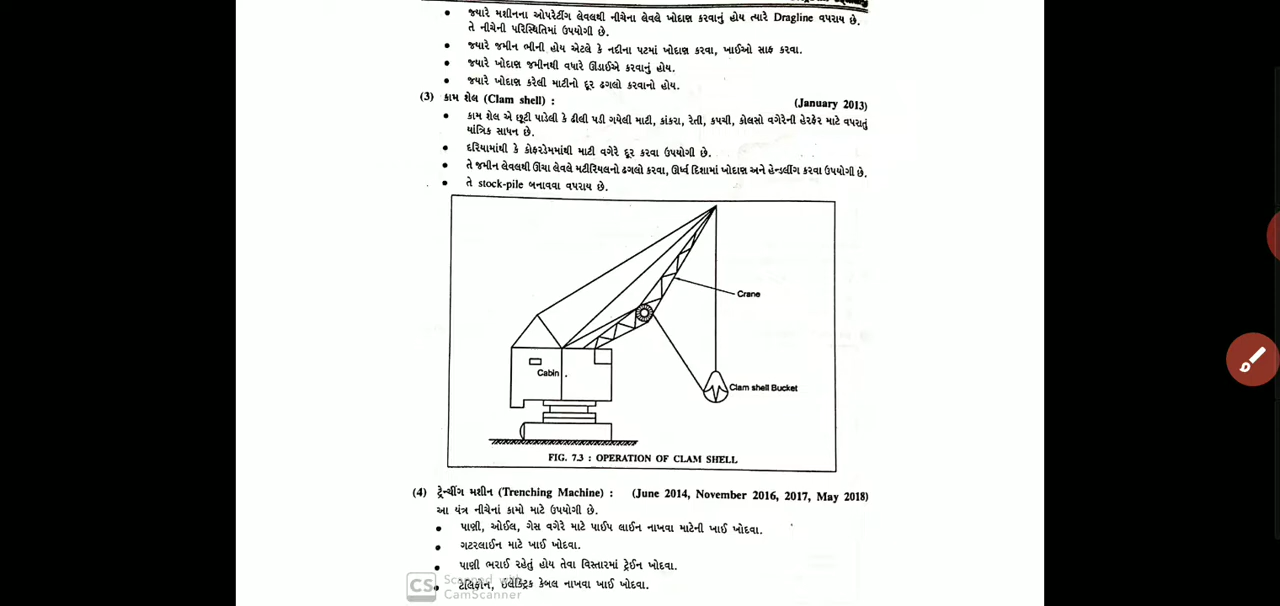 જ્યારે મશીનના ઓપરેટીંગ લેવલથી નીચેના લેવલે ખોદાણ કરવાનું હોય ત્યારે Dragline વપરાય છે.
તે નીચેની પરિસ્થિતિમાં ઉપયોગી છે.
જ્યારે જમીન ભીની હોય એટલે કે નદીના પટમાં ખોદાણ કરવા, ખાઈઓ સાફ કરવા.
જ્યારે ખોદાણ જમીનથી વધારે ઊંડાઈએ કરવાનું હોય.
જ્યારે ખોદાણ કરેલી માટીનો દૂર ઢગલો કરવાનો હોય.
(3) કામ શેલ (Clam shell) : (January 2013)
કામ શેલ એ છૂટી પાડેલી કે ઢીલી પડી ગયેલી માટી, કાંકરા, રેતી, કપચી, કોલસો વગેરેની હેરફેર માટે વપરાતું
યાંત્રિક સાધન છે.
દરિયામાંથી કે કોફરડેમમાંથી માટી વગેરે દૂર કરવા ઉપયોગી છે.
તે જમીન લેવલથી ઊંચા લેવલે મટીરિયલનો ઢગલો કરવા, ઊર્ધ્વ દિશામાં ખોદાણ અને હેન્ડલીંગ કરવા ઉપયોગી છે.
તે stock-pile બનાવવા વપરાય છે.
Crane
Cabin
Clam shell Bucket
FIG. 7.3 : OPERATION OF CLAM SHELL
(4) ટ્રેન્ચીંગ મશીન (Trenching Machine) : (June 2014, November 2016, 2017, May 2018)
આ યંત્ર નીચેનાં કામો માટે ઉપયોગી છે.
પાણી, ઓઈલ, ગેસ વગેરે માટે પાઈપ લાઈન નાખવા માટેની ખાઈ ખોદવા.
ગટરલાઈન માટે ખાઈ ખોદવા.
પાણી ભરાઈ રહેતું હોય તેવા વિસ્તારમાં ટ્રેઈન ખોદવા.
ટેલિફોન, ઈલેક્ટ્રિક કેબલ નાખવા ખાઈ ખોદવા.
CS Scanned with
CamScanner